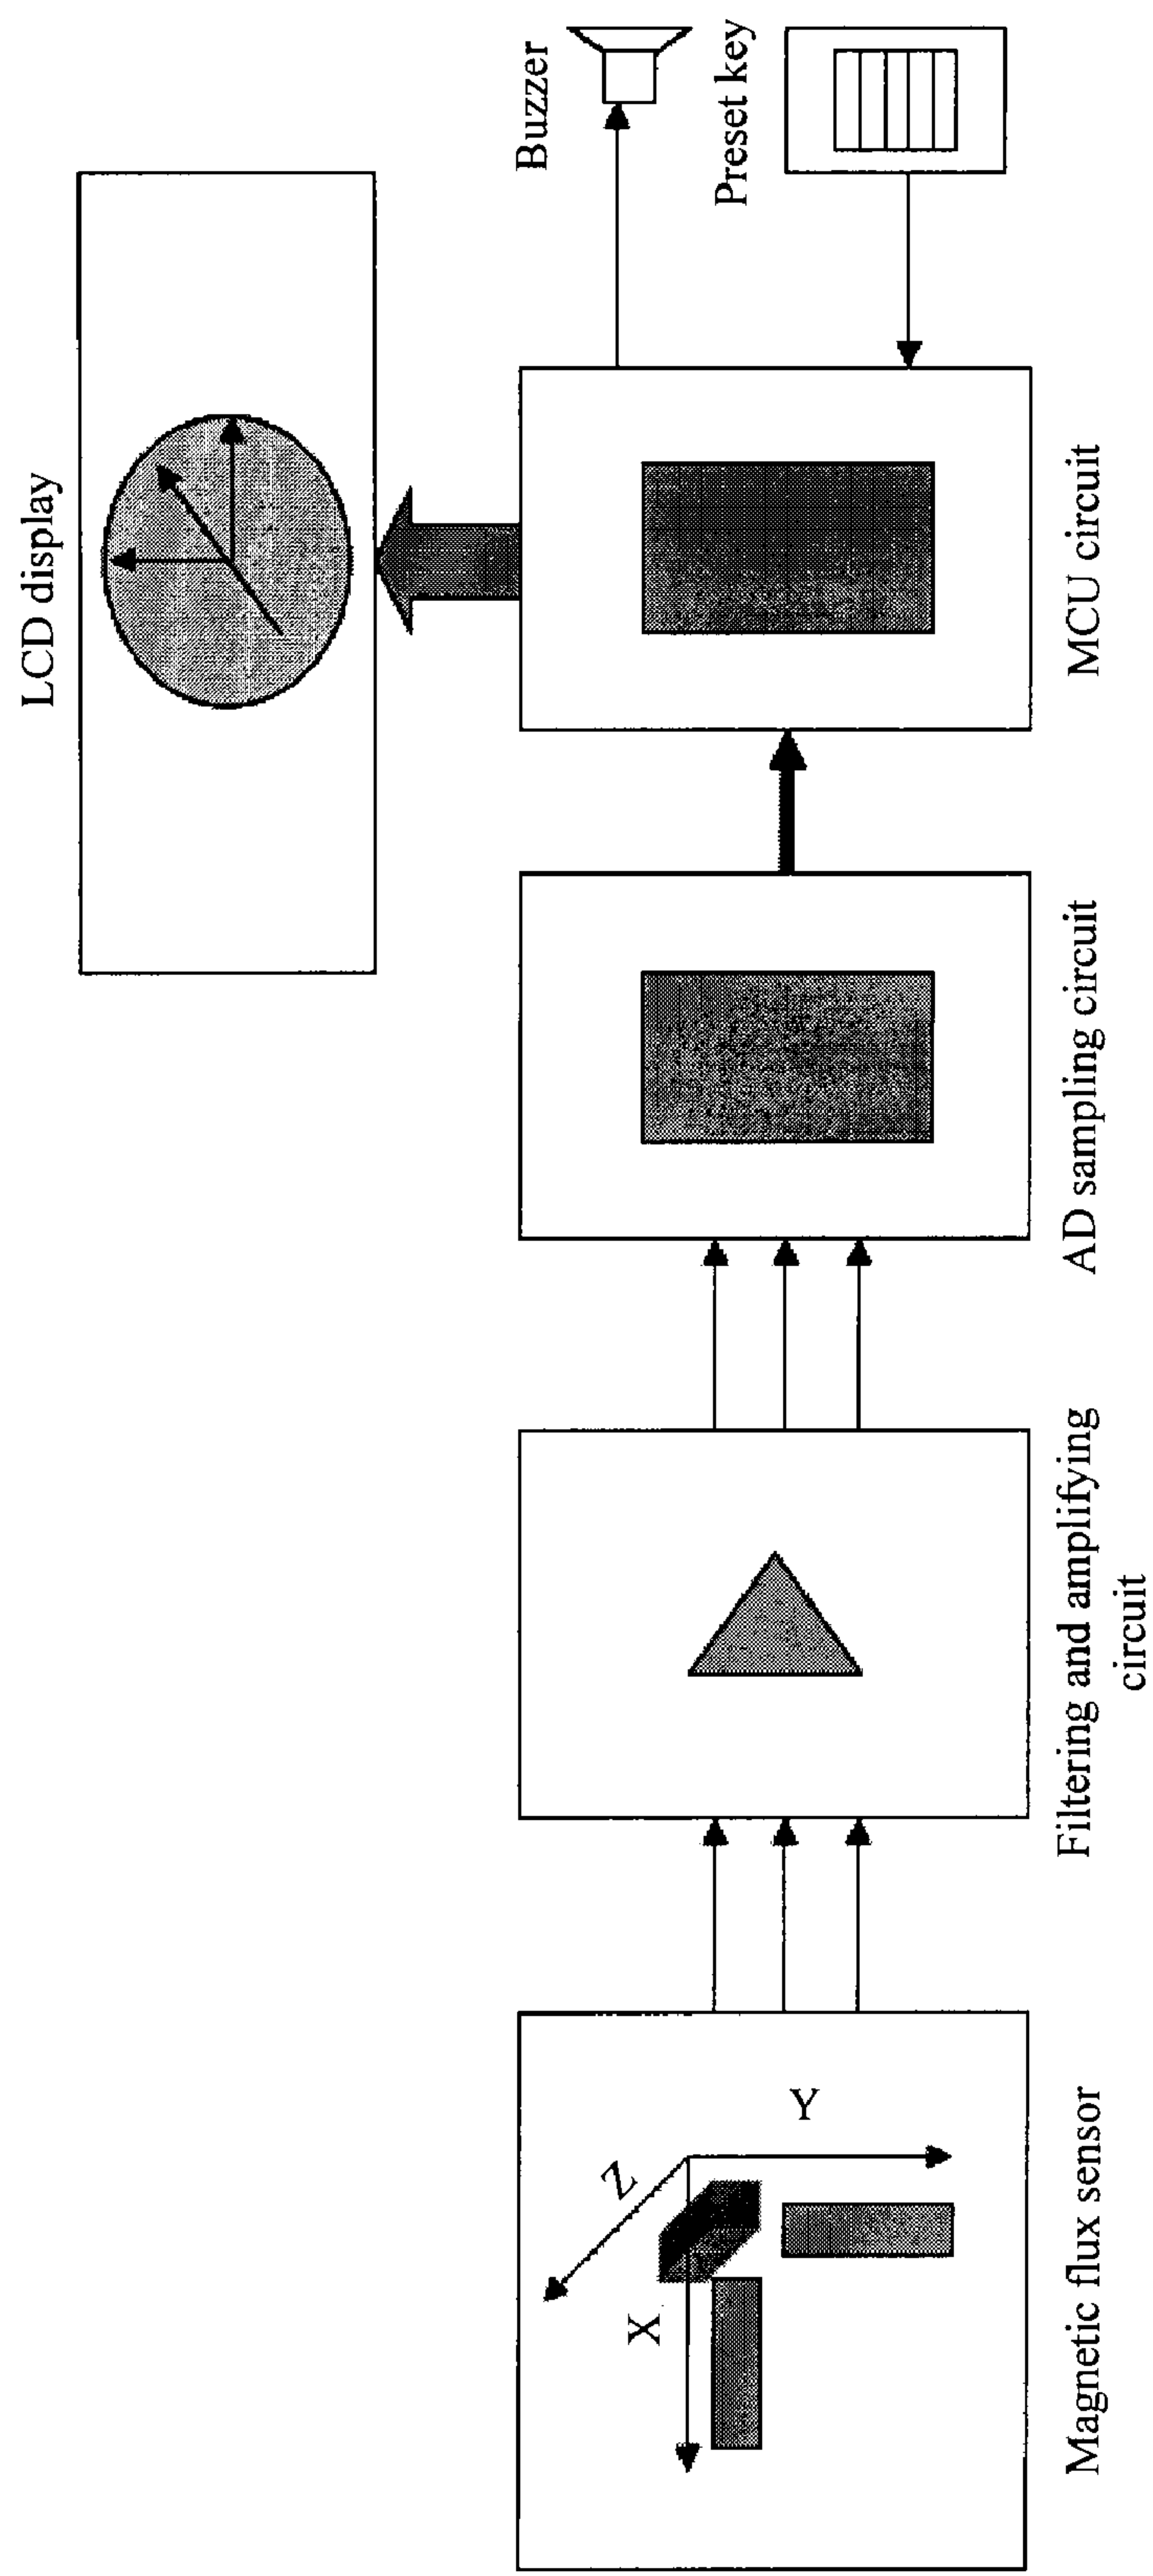 LCD display
Buzzer
Preset key
MCU circuit
AD sampling circuit
Filtering and amplifying
circuit
Magnetic flux sensor
X
Y
Z